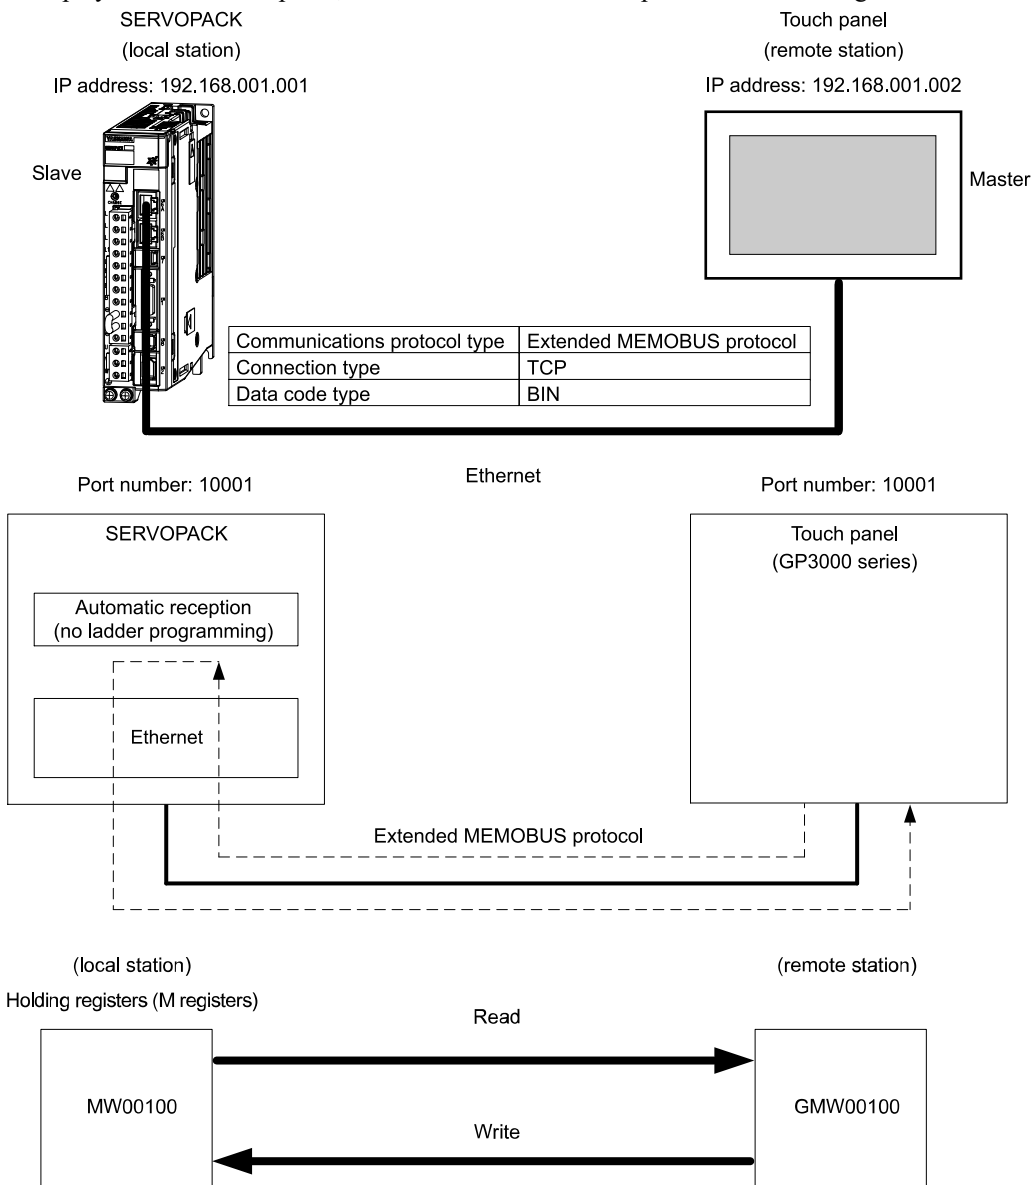 SERVOPACK
(local station)
IP address: 192.168.001.001
Touch panel
(remote station)
IP address: 192.168.001.002
Slave
Master
Communications protocol type Extended MEMOBUS protocol
Connection type TCP
Data code type BIN
Ethernet
Port number: 10001
Port number: 10001
SERVOPACK
Automatic reception
(no ladder programming)
Ethernet
Touch panel
(GP3000 series)
Extended MEMOBUS protocol
(local station)
(remote station)
Holding registers (M registers)
Read
MW00100
GMW00100
Write